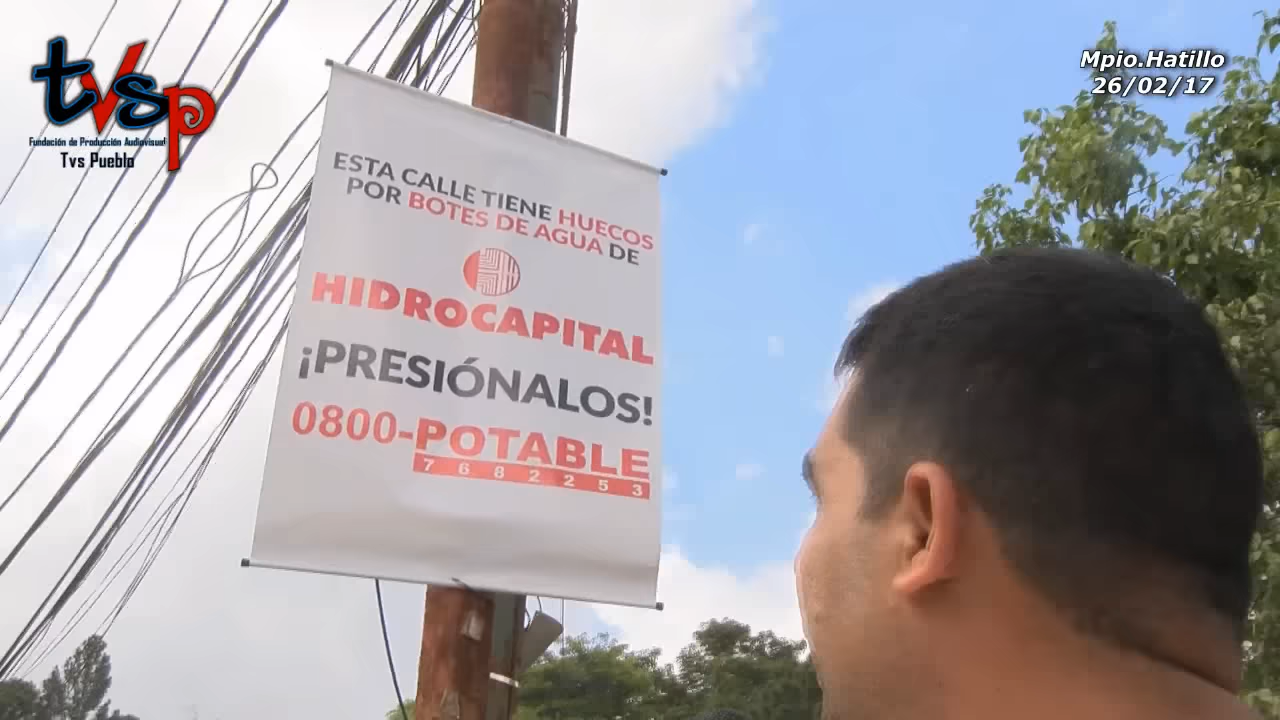 tvsp
Fundación de Producción Audiovisual
Tvs Pueblo
Mpio.Hatillo
26/02/17
ESTA CALLE TIENE HUECOS
POR BOTES DE AGUA DE
HIDROCAPITAL
¡PRESIÓNALOS!
0800-POTABLE
7 6 8 2 2 5 3